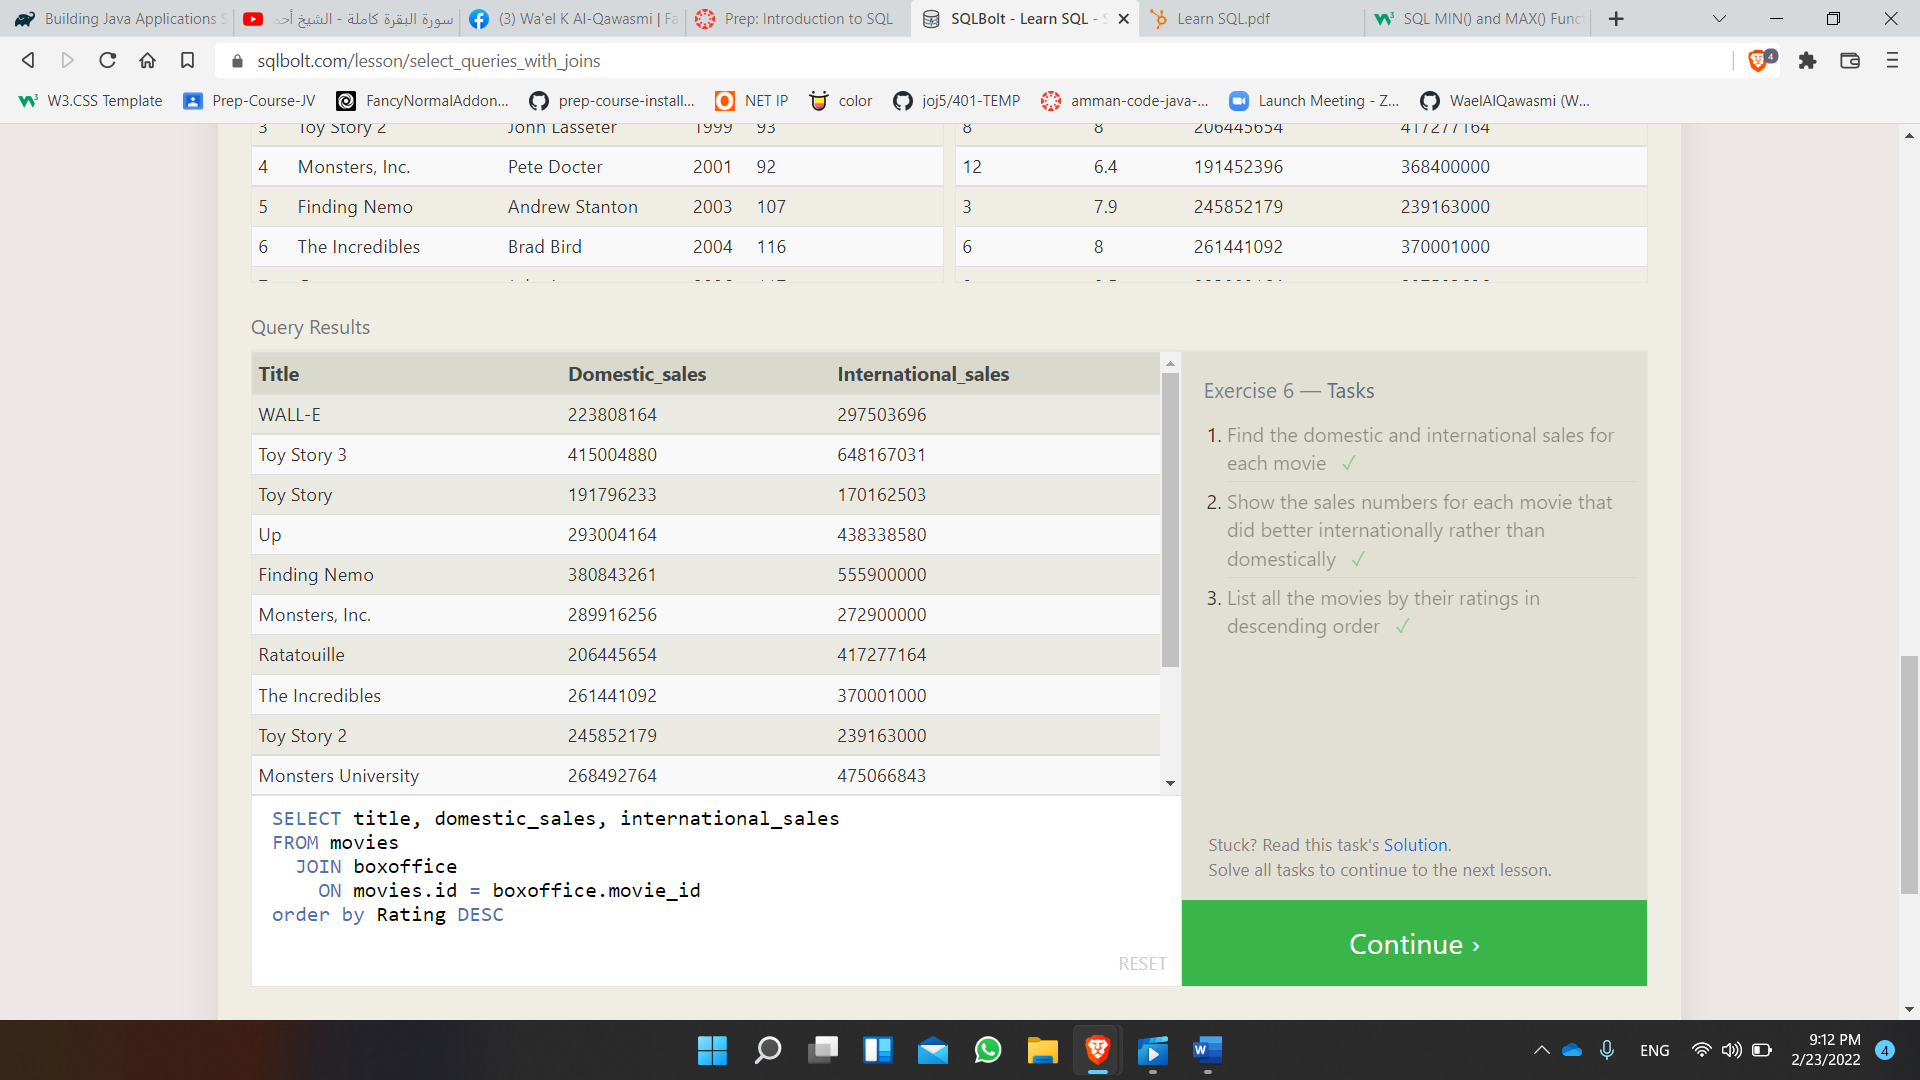 Building Java Applications S
سورة البقرة كاملة - الشيخ أحمد
(3) Wa'el K Al-Qawasmi | Fa
Prep: Introduction to SQL
SQLBolt - Learn SQL - S
Learn SQL.pdf
SQL MIN() and MAX() Funct
sqlbolt.com/lesson/select_queries_with_joins
4
W3.CSS Template
Prep-Course-JV
FancyNormalAddon...
prep-course-install...
NET IP
color
joj5/401-TEMP
amman-code-java-...
Launch Meeting - Z...
WaelAlQawasmi (W...
3 Toy Story 2 John Lasseter 1999 93
8 8 206445654 417277164
4 Monsters, Inc. Pete Docter 2001 92
12 6.4 191452396 368400000
5 Finding Nemo Andrew Stanton 2003 107
3 7.9 245852179 239163000
6 The Incredibles Brad Bird 2004 116
6 8 261441092 370001000
Query Results
Title Domestic_sales International_sales
WALL-E 223808164 297503696
Toy Story 3 415004880 648167031
Toy Story 191796233 170162503
Up 293004164 438338580
Finding Nemo 380843261 555900000
Monsters, Inc. 289916256 272900000
Ratatouille 206445654 417277164
The Incredibles 261441092 370001000
Toy Story 2 245852179 239163000
Monsters University 268492764 475066843
SELECT title, domestic_sales, international_sales
FROM movies
JOIN boxoffice
ON movies.id = boxoffice.movie_id
order by Rating DESC
RESET
Exercise 6 — Tasks
1. Find the domestic and international sales for
each movie ✓
2. Show the sales numbers for each movie that
did better internationally rather than
domestically ✓
3. List all the movies by their ratings in
descending order ✓
Stuck? Read this task's Solution.
Solve all tasks to continue to the next lesson.
Continue ›
ENG
9:12 PM
2/23/2022
4